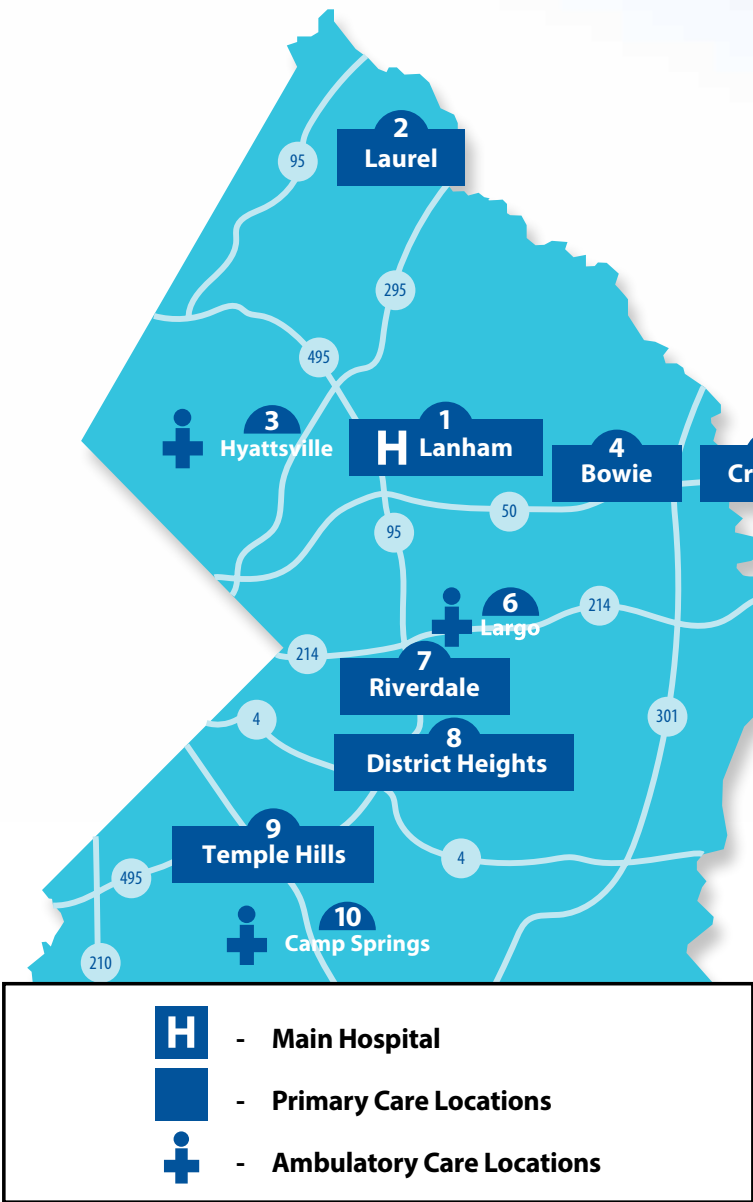 2
Laurel
95
295
495
3
Hyattsville
1
H Lanham
4
Bowie
Cr
50
95
6
Largo
214
214
7
Riverdale
301
4
8
District Heights
9
Temple Hills
4
495
10
Camp Springs
210
H - Main Hospital
- Primary Care Locations
- Ambulatory Care Locations